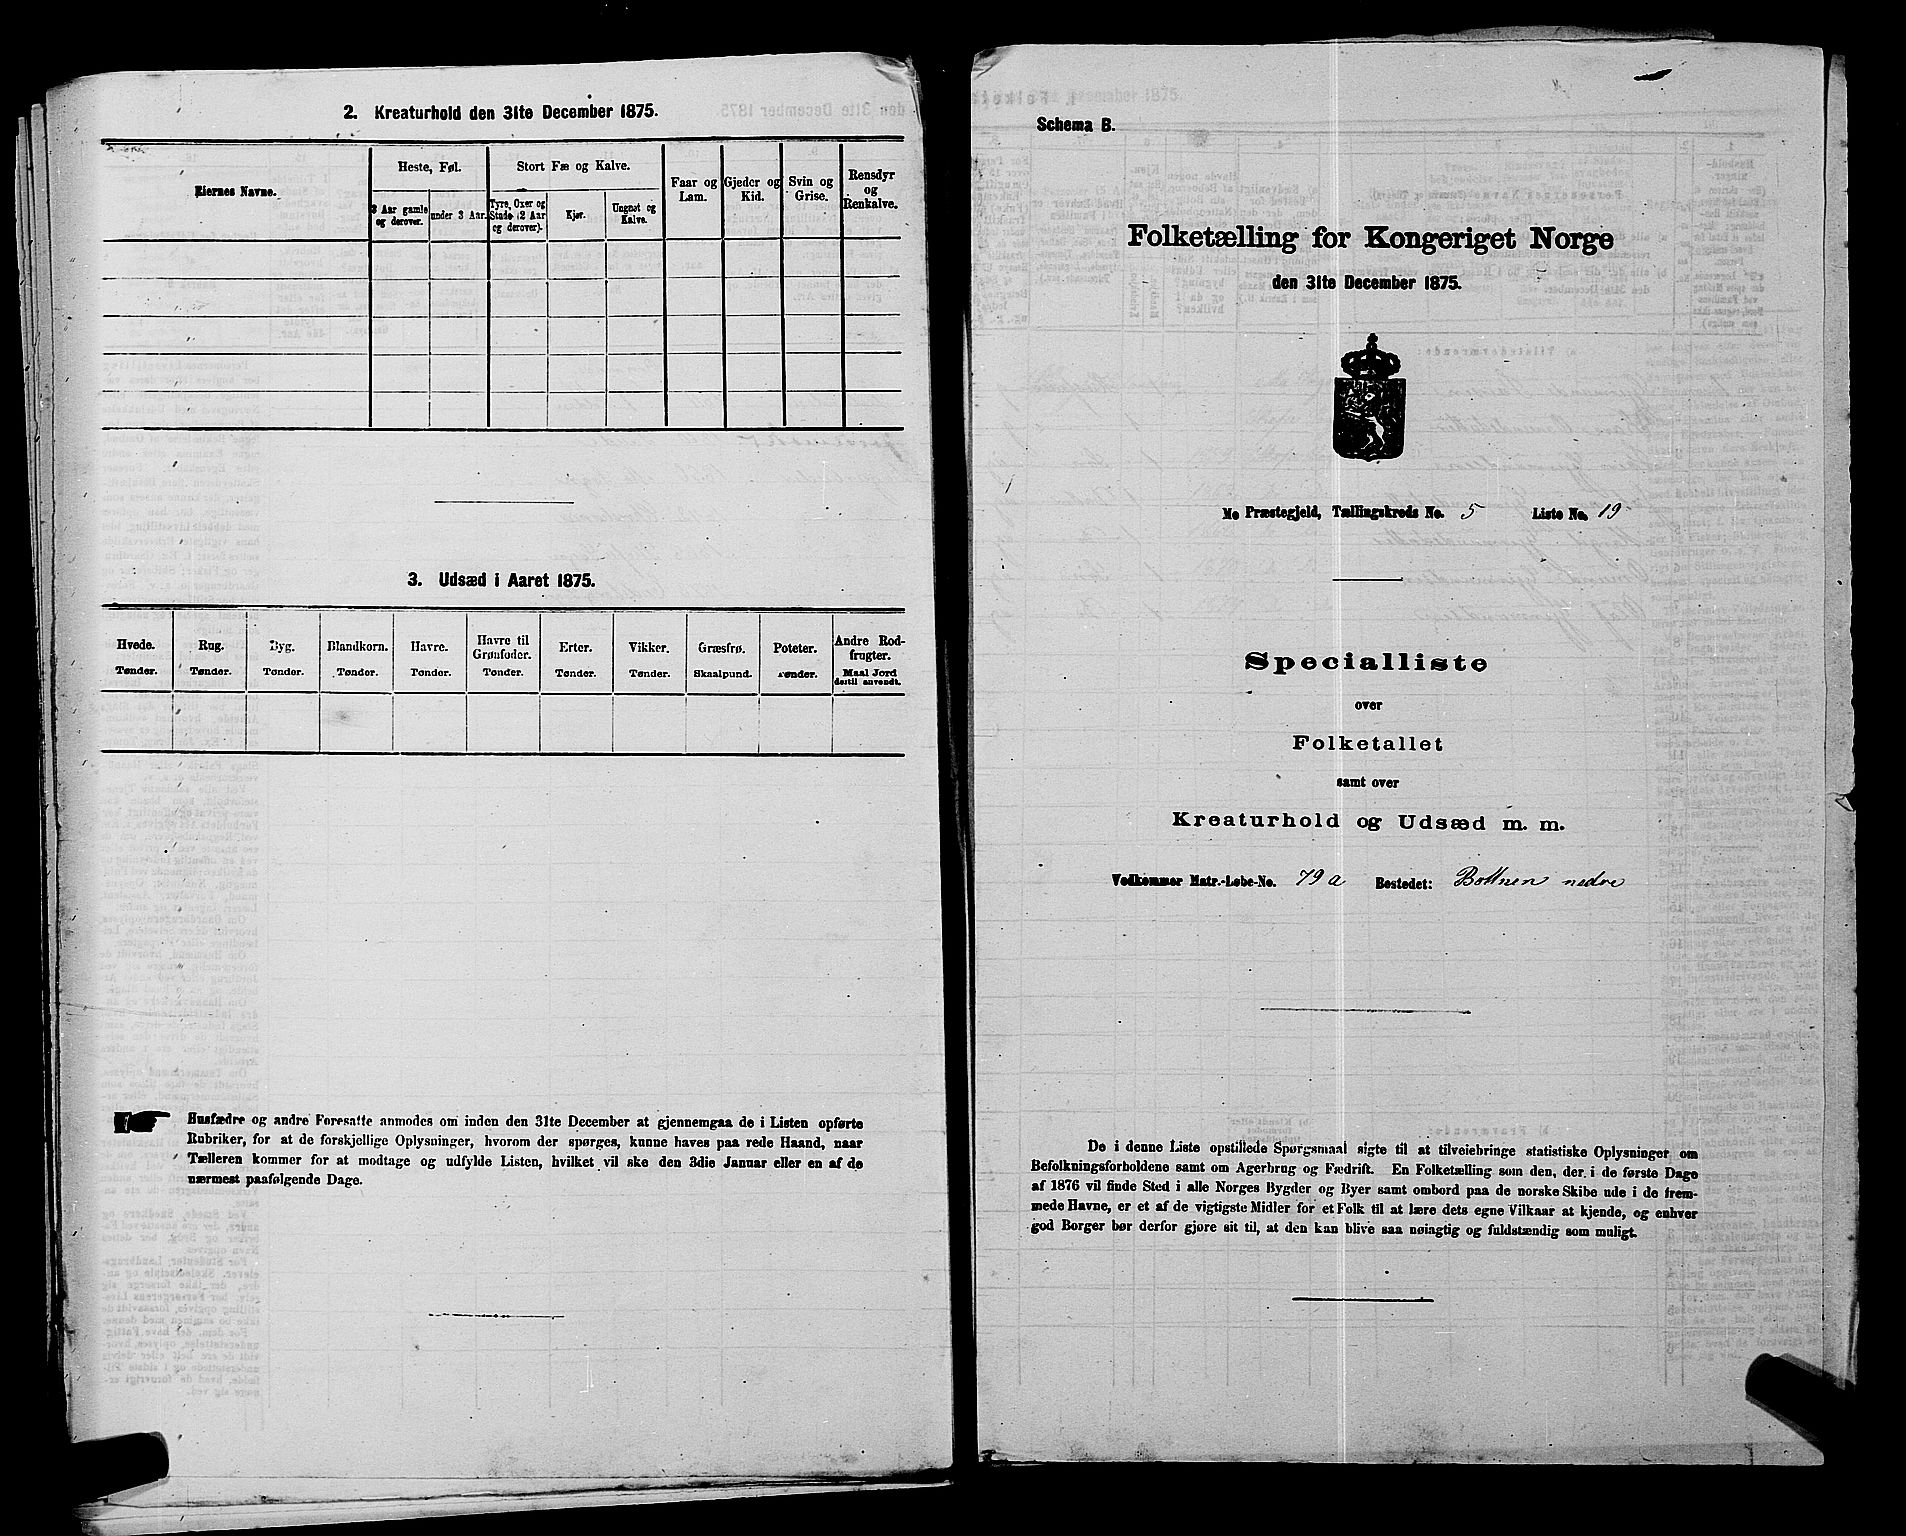 2. Kreaturhold den 31te December 1875.
Eiernes Navne.
Heste, Føl.
Stort Fæ og Kalve.
Faar og Lam.
Gjeder og Kid.
Svin og Grise.
Rensdyr og Renkalve.
3 Aar gamle og derover.
under 3 Aar.
Tyre, Oxer og Stude (2 Aar og derover).
Kjør.
Ungnøt og Kalve.
3. Udsæd i Aaret 1875.
Hvede. Rug. Byg. Blandkorn. Havre. Havre til Grønfoder. Erter. Vikker. Græsfrø. Poteter. Andre Rodfrugter.
Tønder. Tønder. Tønder. Tønder. Tønder. Tønder. Tønder. Tønder. Skaalpund. Tønder. Maal Jord dertil anvendt.
Husfædre og andre Foresatte anmodes om inden den 31te December at gjennemgaa de i Listen opførte
Rubriker, for at de forskjellige Oplysninger, hvorom der spørges, kunne haves paa rede Haand, naar
Tælleren kommer for at modtage og udfylde Listen, hvilket vil ske den 3die Januar eller en af de
nærmest paafølgende Dage.
Schema B.
Folketælling for Kongeriget Norge
den 31te December 1875.
Mo Præstegjeld, Tællingskreds No. 5 Liste No. 19
Specialliste
over
Folketallet
samt over
Kreaturhold og Udsæd m. m.
Vedkommer Matr.-Løbe-No. 79a Bostedet: Bottnen nedre
De i denne Liste opstillede Spørgsmaal sigte til at tilveiebringe statistiske Oplysninger om
Befolkningsforholdene samt om Agerbrug og Fædrift. En Folketælling som den, der i de første Dage
af 1876 vil finde Sted i alle Norges Bygder og Byer samt ombord paa de norske Skibe ude i de frem-
mede Havne, er et af de vigtigste Midler for et Folk til at lære dets egne Vilkaar at kjende, og enhver
god Borger bør derfor gjøre sit til, at den kan blive saa nøiagtig og fuldstændig som muligt.